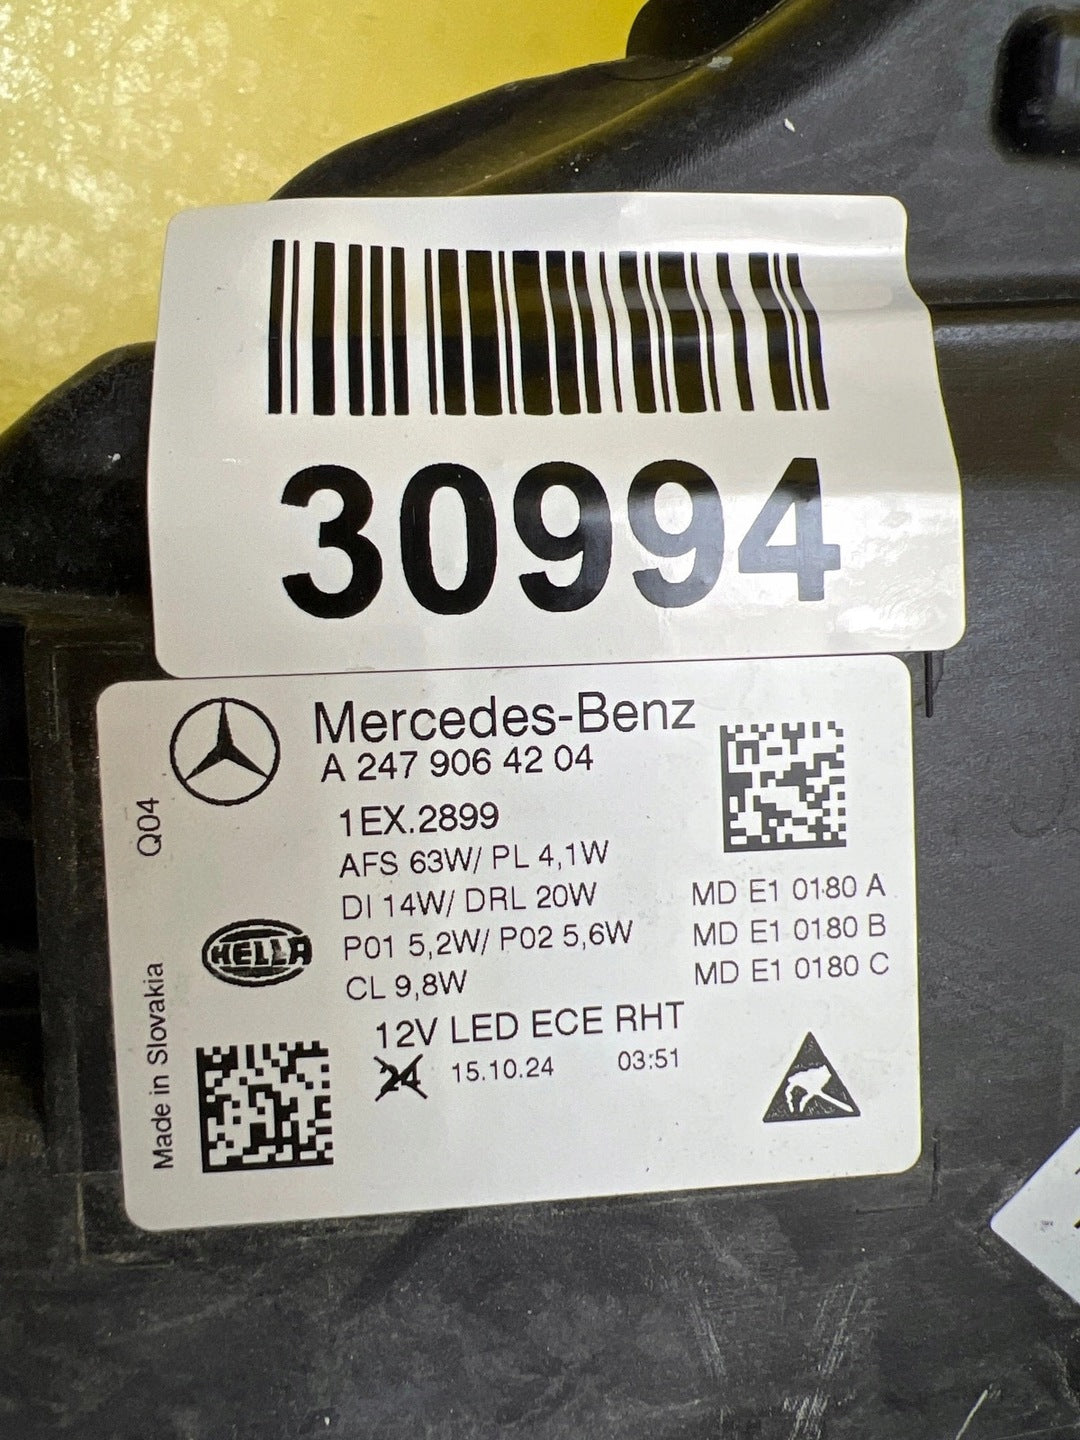 30994
Mercedes-Benz
A 247 906 42 04
1EX.2899
AFS 63W/ PL 4,1W
DI 14W/ DRL 20W
P01 5,2W/ P02 5,6W
CL 9,8W
MD E1 0180 A
MD E1 0180 B
MD E1 0180 C
12V LED ECE RHT
24 15.10.24 03:51
Q04
HELLA
Made in Slovakia